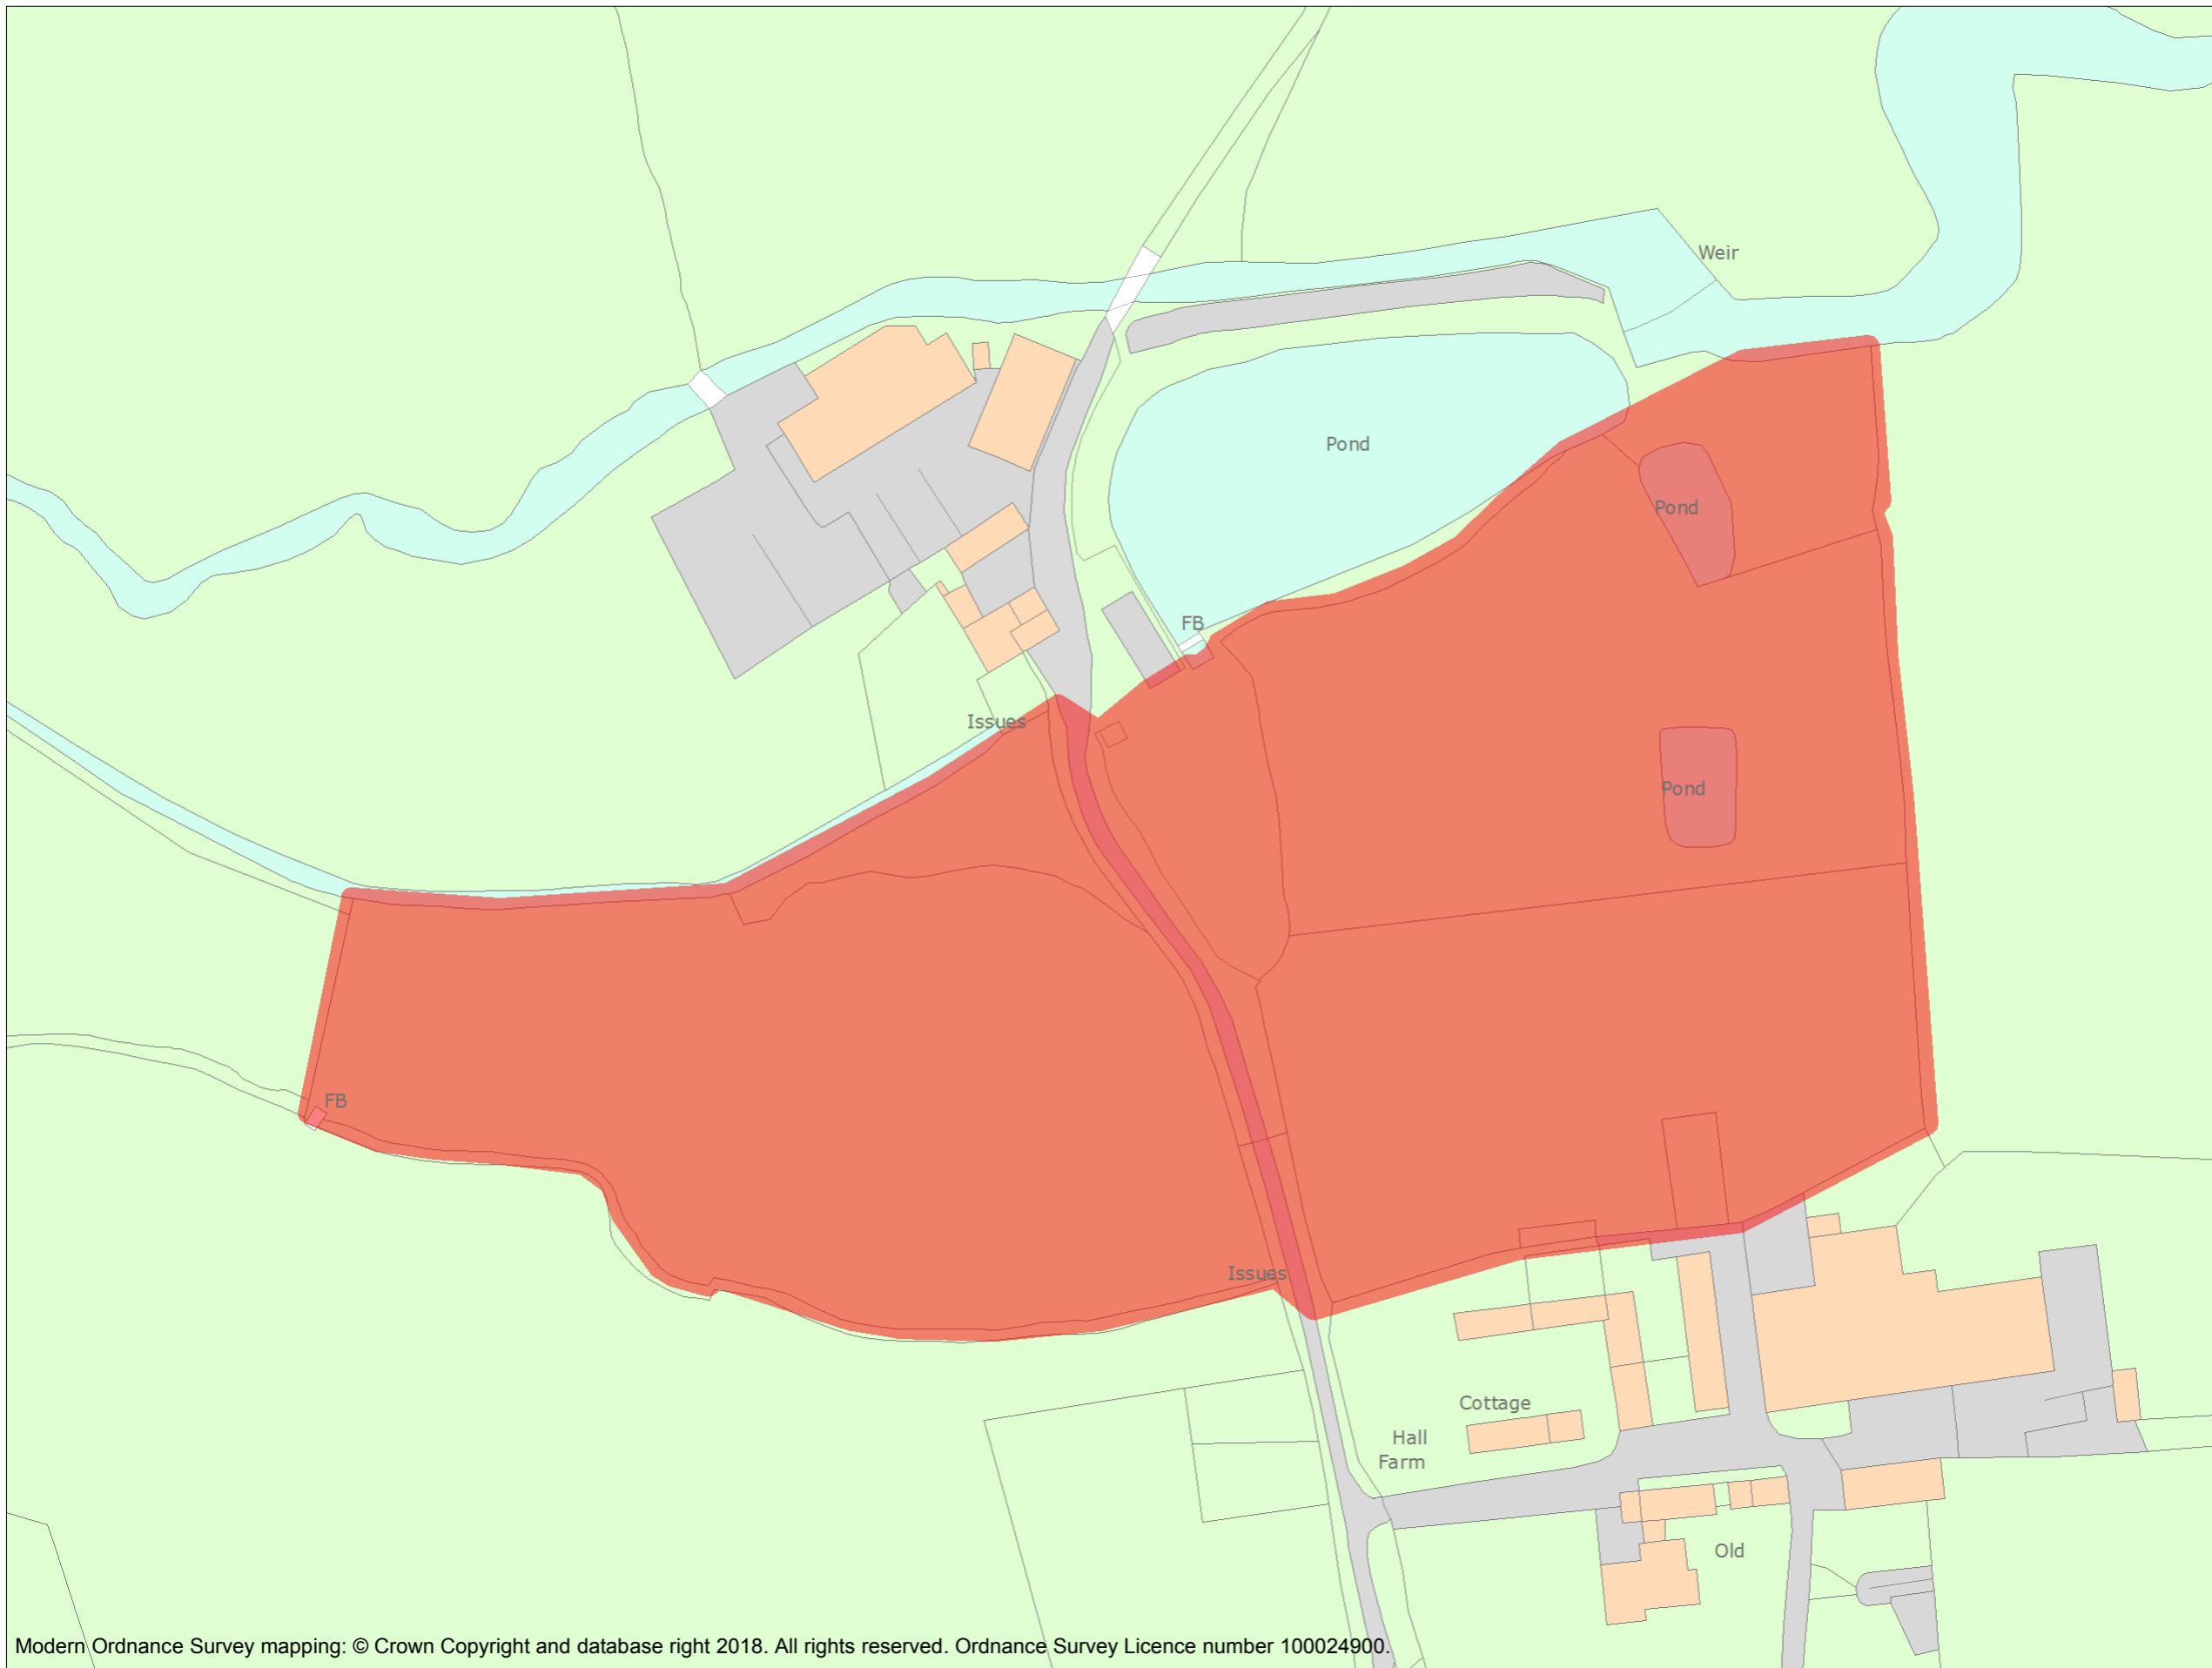 Weir
Pond
Pond
FB
Issues
Pond
FB
Issues
Cottage
Hall
Farm
Old
Modern Ordnance Survey mapping: © Crown Copyright and database right 2018. All rights reserved. Ordnance Survey Licence number 100024900.